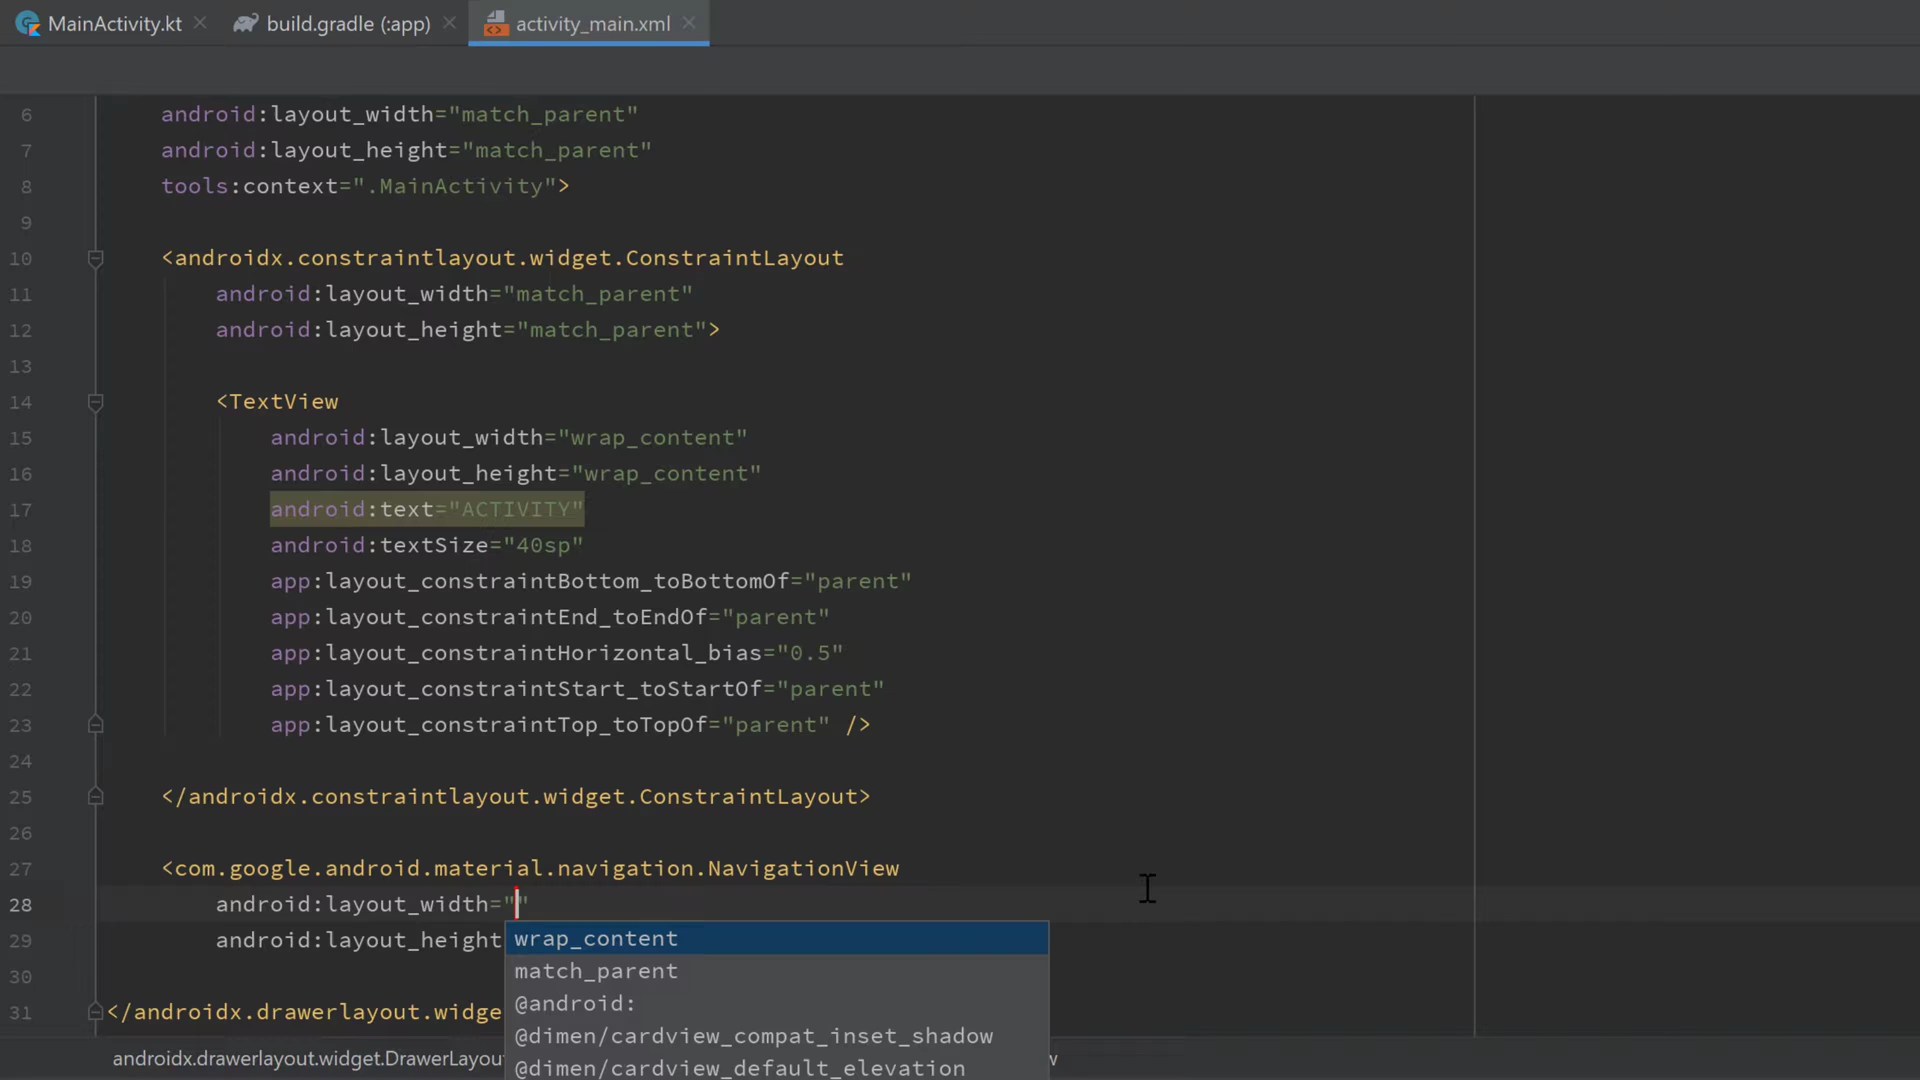 MainActivity.kt
build.gradle (:app)
activity_main.xml
6 android:layout_width="match_parent"
7 android:layout_height="match_parent"
8 tools:context=".MainActivity">
9
10 <androidx.constraintlayout.widget.ConstraintLayout
11 android:layout_width="match_parent"
12 android:layout_height="match_parent">
13
14 <TextView
15 android:layout_width="wrap_content"
16 android:layout_height="wrap_content"
17 android:text="ACTIVITY"
18 android:textSize="40sp"
19 app:layout_constraintBottom_toBottomOf="parent"
20 app:layout_constraintEnd_toEndOf="parent"
21 app:layout_constraintHorizontal_bias="0.5"
22 app:layout_constraintStart_toStartOf="parent"
23 app:layout_constraintTop_toTopOf="parent" />
24
25 </androidx.constraintlayout.widget.ConstraintLayout>
26
27 <com.google.android.material.navigation.NavigationView
28 android:layout_width=""
29 android:layout_height
30
31 </androidx.drawerlayout.widge
wrap_content
match_parent
@android:
@dimen/cardview_compat_inset_shadow
@dimen/cardview_default_elevation
androidx.drawerlayout.widget.DrawerLayou